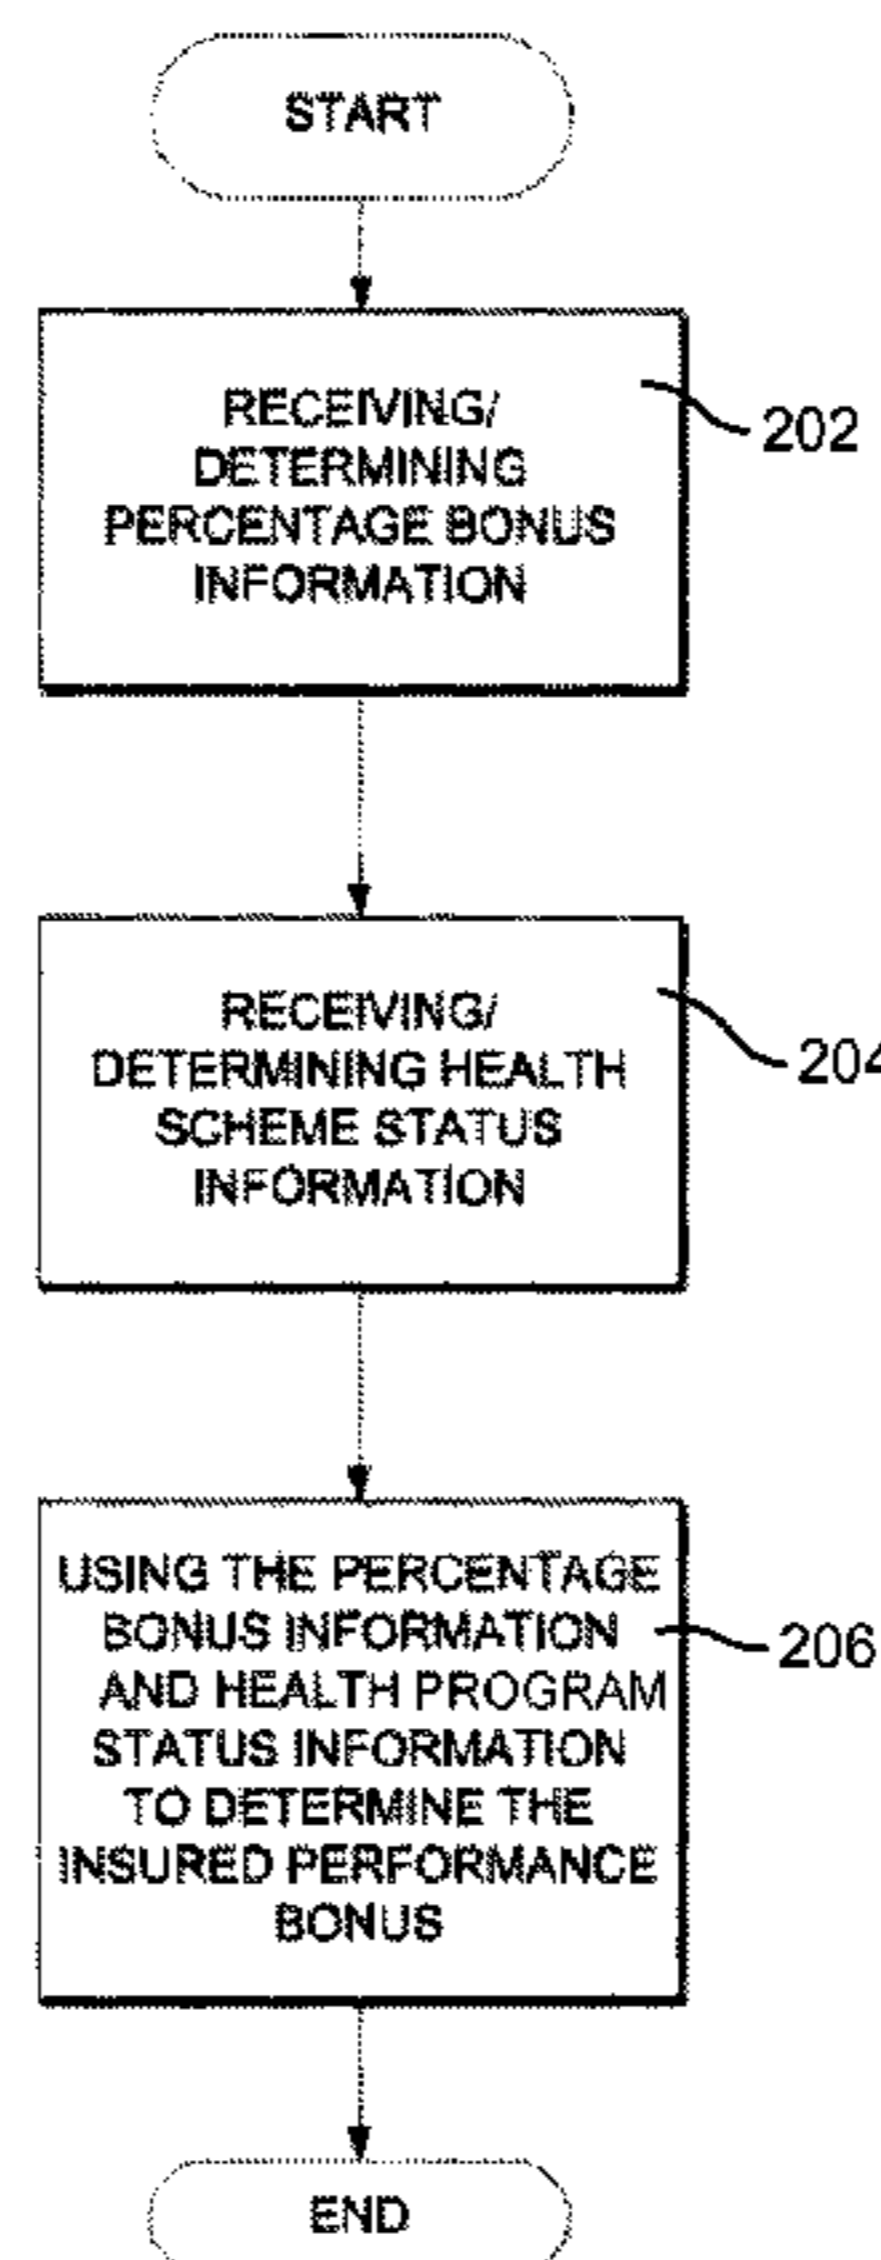 START
RECEIVING/
DETERMINING
PERCENTAGE BONUS
INFORMATION
202
RECEIVING/
DETERMINING HEALTH
SCHEME STATUS
INFORMATION
204
USING THE PERCENTAGE
BONUS INFORMATION
AND HEALTH PROGRAM
STATUS INFORMATION
TO DETERMINE THE
INSURED PERFORMANCE
BONUS
206
END